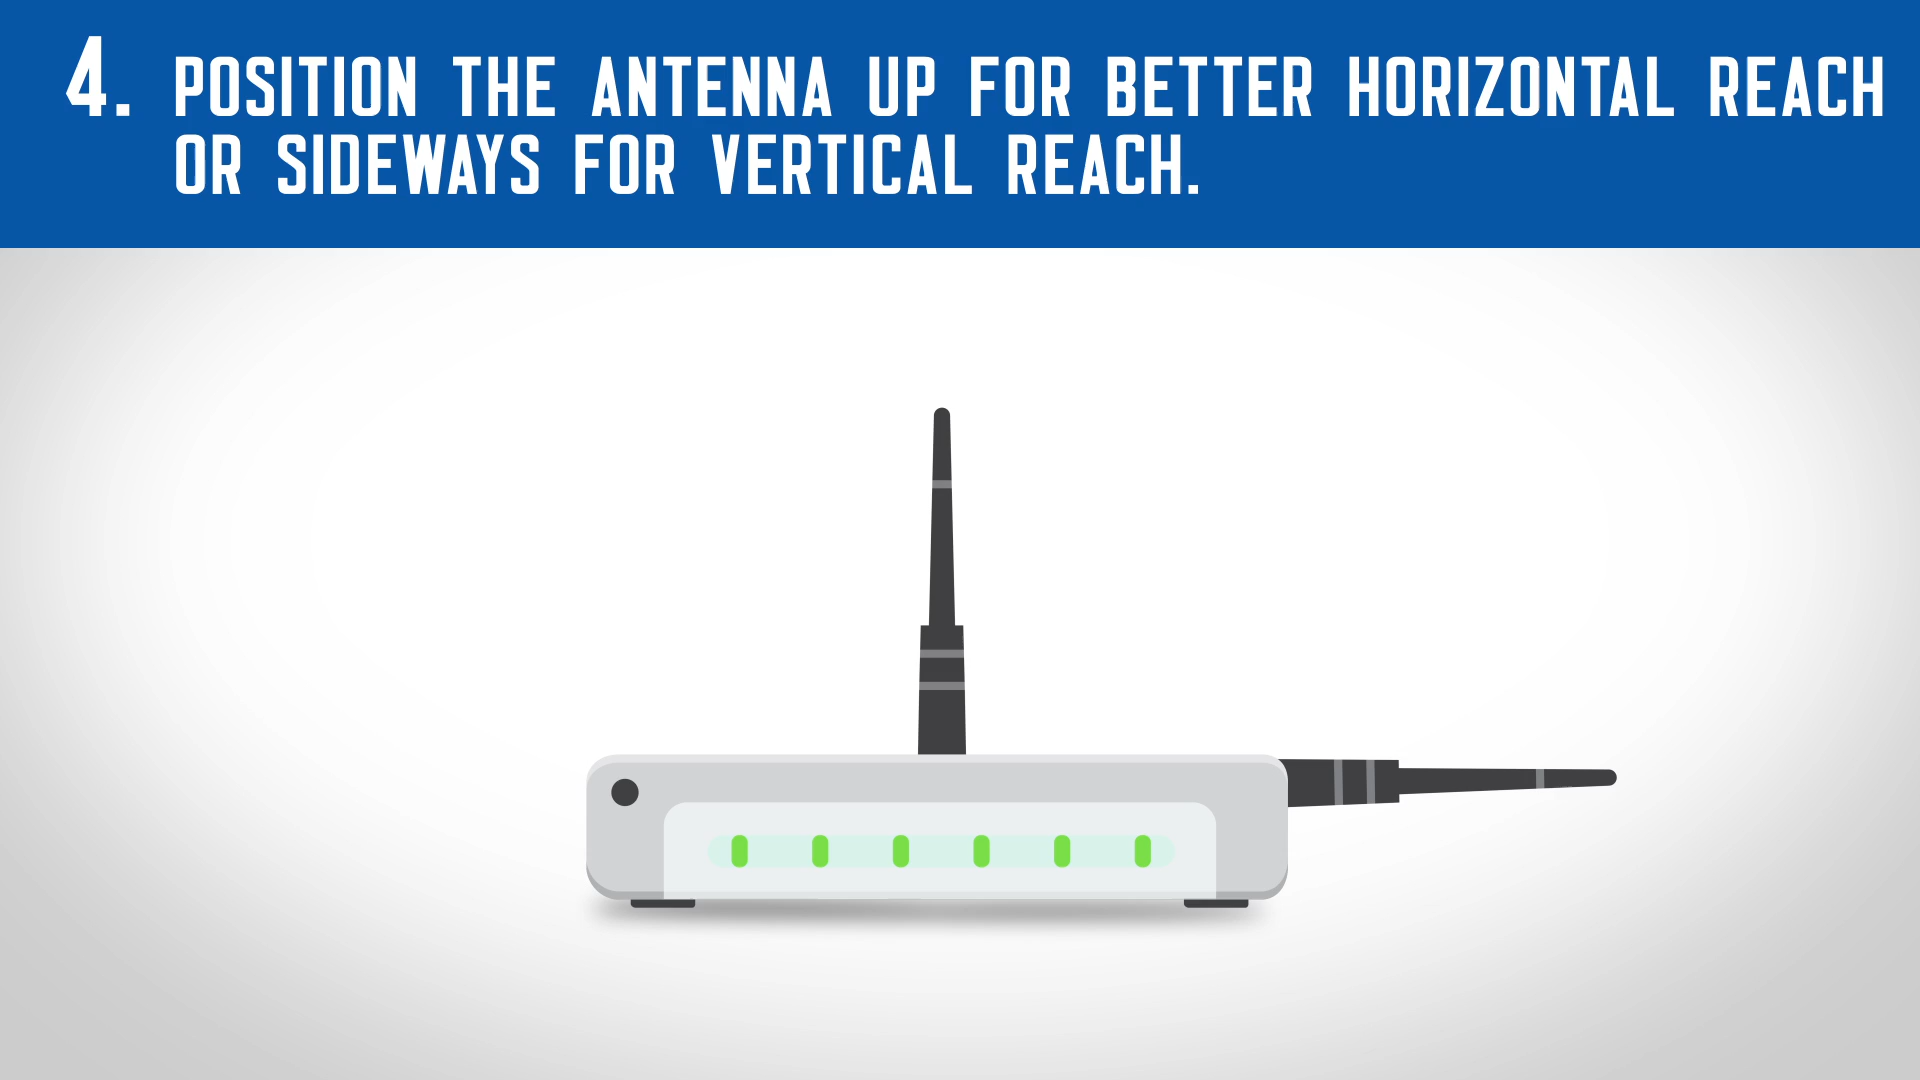 4. POSITION THE ANTENNA UP FOR BETTER HORIZONTAL REACH
OR SIDEWAYS FOR VERTICAL REACH.